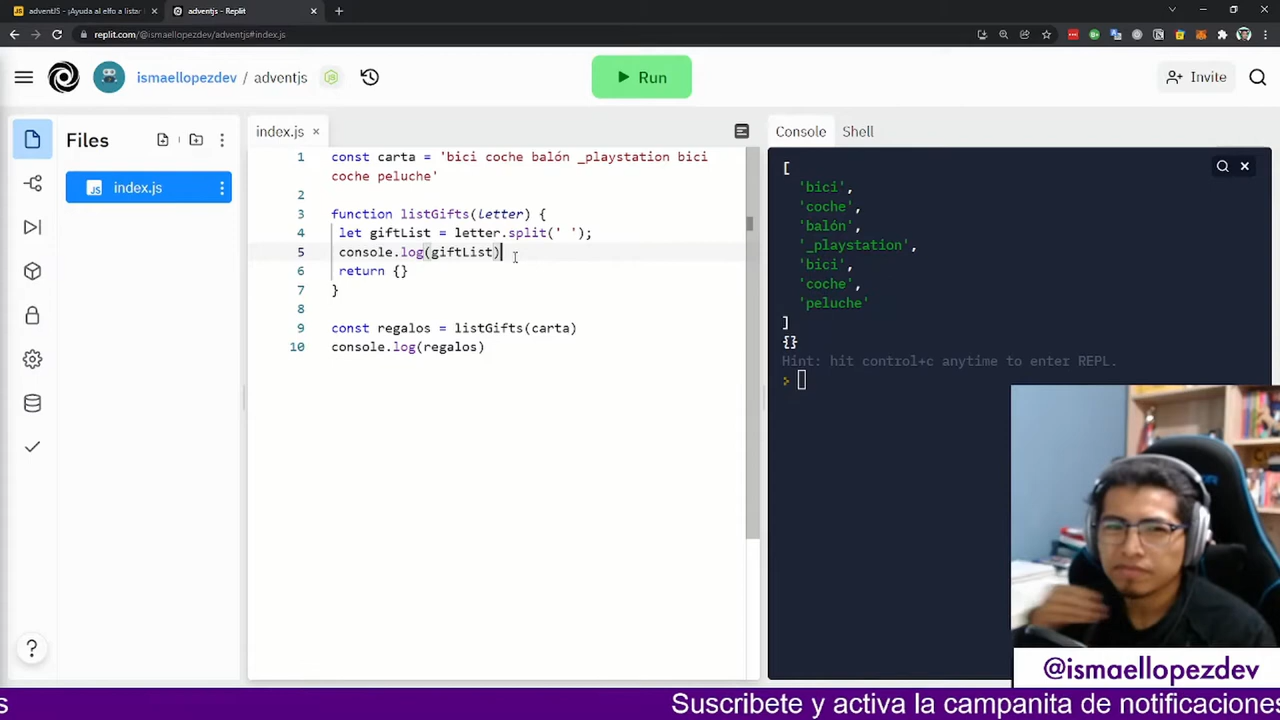 adventJS - ¡Ayuda al elfo a listar
adventjs - Replit
replit.com/@ismaellopezdev/adventjs#index.js
ismaellopezdev / adventjs
Run
Invite
Files
index.js
index.js
Console
Shell
1 const carta = 'bici coche balón _playstation bici
coche peluche'
2
3 function listGifts(letter) {
4 let giftList = letter.split(' ');
5 console.log(giftList)
6 return {}
7 }
8
9 const regalos = listGifts(carta)
10 console.log(regalos)
[
'bici',
'coche',
'balón',
'_playstation',
'bici',
'coche',
'peluche'
]
{}
Hint: hit control+c anytime to enter REPL.
>
?
@ismaellopezdev
s
Suscribete y activa la campanita de notificaciones